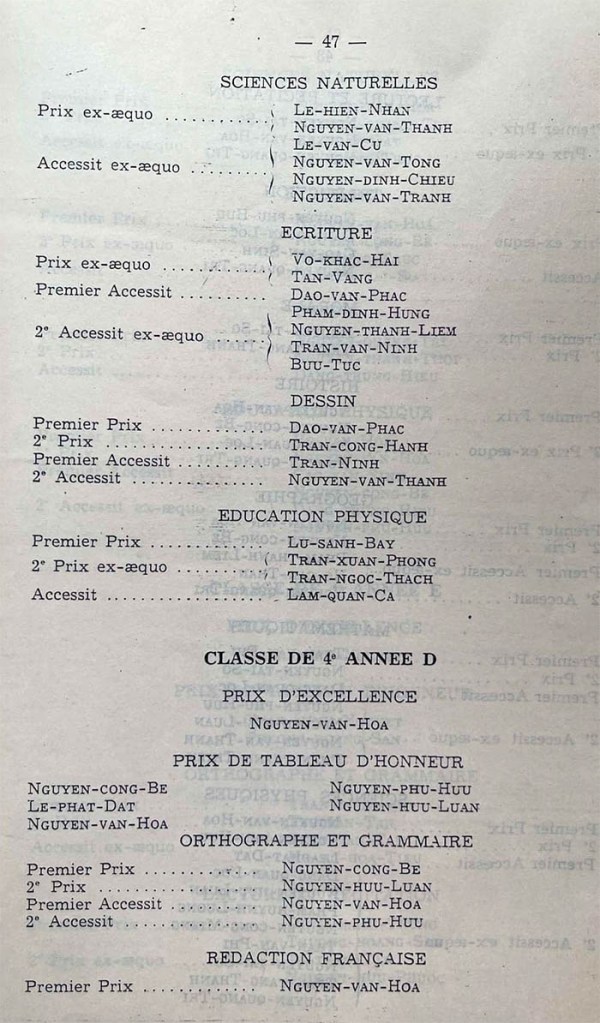 — 47 —
SCIENCES NATURELLES
Prix ex-æquo ............ LE-HIEN-NHAN
NGUYEN-VAN-THANH
LE-VAN-CU
Accessit ex-æquo ........ NGUYEN-VAN-TONG
NGUYEN-DINH-CHIEU
NGUYEN-VAN-TRANH
ECRITURE
Prix ex-æquo ............ VO-KHAC-HAI
TAN-VANG
Premier Accessit .......... DAO-VAN-PHAC
PHAM-DINH-HUNG
2e Accessit ex-æquo ...... NGUYEN-THANH-LIEM
TRAN-VAN-NINH
BUU-TUC
DESSIN
Premier Prix .............. DAO-VAN-PHAC
2e Prix .................. TRAN-CONG-HANH
Premier Accessit .......... TRAN-NINH
2e Accessit .............. NGUYEN-VAN-THANH
EDUCATION PHYSIQUE
Premier Prix .............. LU-SANH-BAY
2e Prix ex-æquo .......... TRAN-XUAN-PHONG
TRAN-NGOC-THACH
Accessit .................. LAM-QUAN-CA
CLASSE DE 4e ANNEE D
PRIX D'EXCELLENCE
NGUYEN-VAN-HOA
PRIX DE TABLEAU D'HONNEUR
NGUYEN-CONG-BE NGUYEN-PHU-HUU
LE-PHAT-DAT NGUYEN-HUU-LUAN
NGUYEN-VAN-HOA
ORTHOGRAPHE ET GRAMMAIRE
Premier Prix .............. NGUYEN-CONG-BE
2e Prix .................. NGUYEN-HUU-LUAN
Premier Accessit .......... NGUYEN-VAN-HOA
2e Accessit .............. NGUYEN-PHU-HUU
REDACTION FRANÇAISE
Premier Prix .............. NGUYEN-VAN-HOA